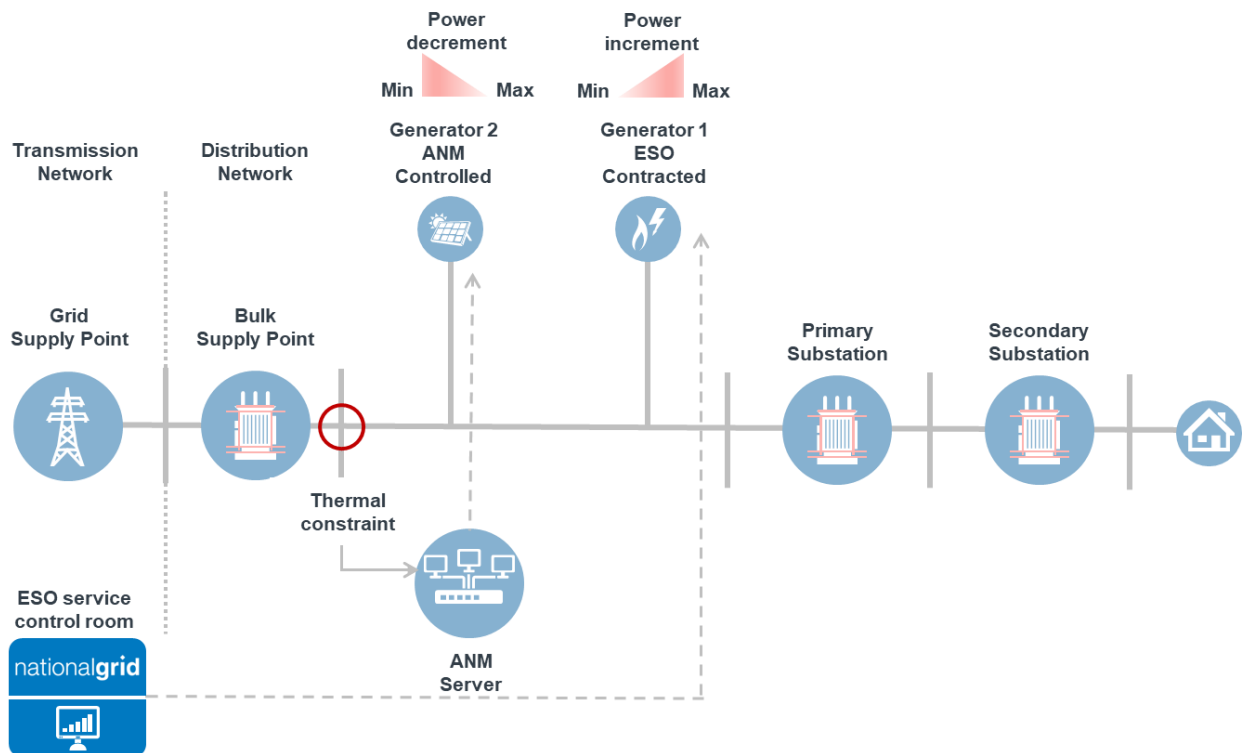 Power
decrement
Min Max
Power
increment
Min Max
Generator 2
ANM
Controlled
Generator 1
ESO
Contracted
Transmission
Network
Distribution
Network
Grid
Supply Point
Bulk
Supply Point
Primary
Substation
Secondary
Substation
Thermal
constraint
ESO service
control room
nationalgrid
ANM
Server